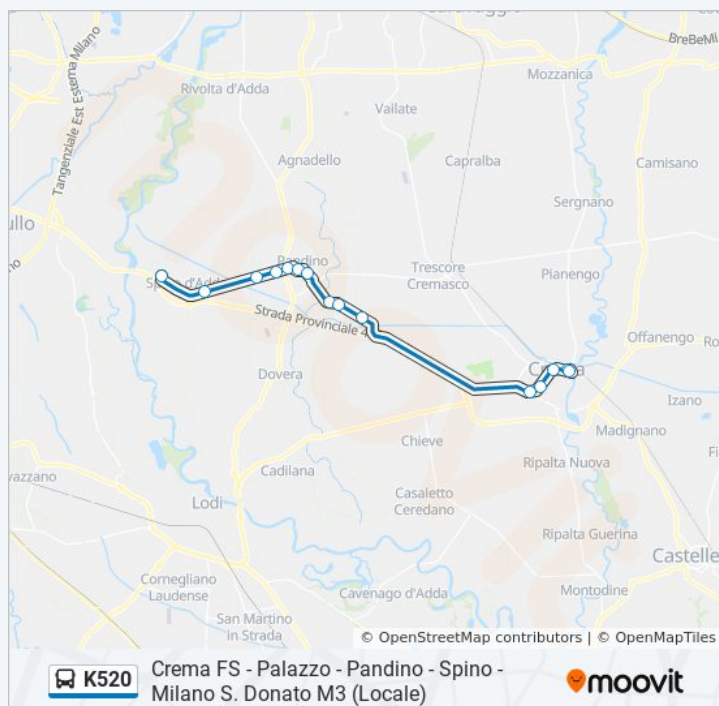 BreBeMi
Mozzanica
Rivolta d'Adda
Vailate
Tangenziale Est Esterna Milano
Agnadello
Capralba
Camisano
Sergnano
Pandino
Trescore
Cremasco
Pianengo
Strada Provinciale 4
Offanengo
Dovera
Izano
Madignano
Chieve
Ripalta Nuova
Cadilana
Casaletto
Ceredano
Lodi
Ripalta Guerina
Castelle
Cornegliano
Laudense
Cavenago d'Adda
Montodine
San Martino
in Strada
© OpenStreetMap contributors | © OpenMapTiles
K520
Crema FS - Palazzo - Pandino - Spino -
Milano S. Donato M3 (Locale)
moovit